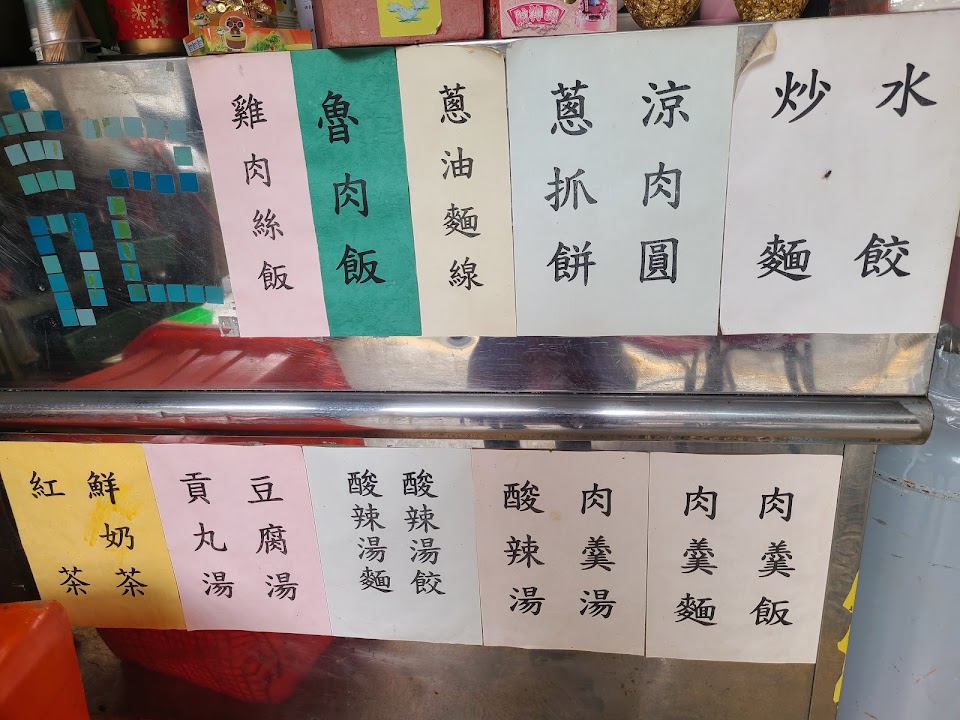 水餃
炒麵
涼肉圓
蔥抓餅
蔥油麵線
魯肉飯
雞肉絲飯
肉羹飯
肉羹麵
肉羹湯
酸辣湯
酸辣湯餃
酸辣湯麵
豆腐湯
貢丸湯
鮮奶茶
紅茶